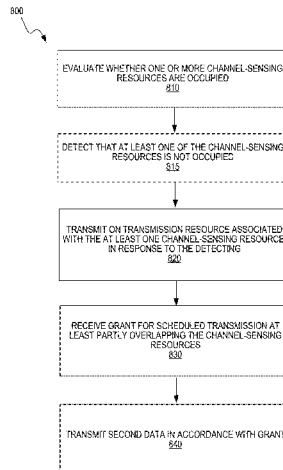 800
EVALUATE WHETHER ONE OR MORE CHANNEL-SENSING
RESOURCES ARE OCCUPIED
810
DETECT THAT AT LEAST ONE OF THE CHANNEL-SENSING
RESOURCES IS NOT OCCUPIED
815
TRANSMIT ON TRANSMISSION RESOURCE ASSOCIATED
WITH THE AT LEAST ONE CHANNEL-SENSING RESOURCE
IN RESPONSE TO THE DETECTING
820
RECEIVE GRANT FOR SCHEDULED TRANSMISSION AT
LEAST PARTLY OVERLAPPING THE CHANNEL-SENSING
RESOURCES
830
TRANSMIT SECOND DATA IN ACCORDANCE WITH GRANT
840